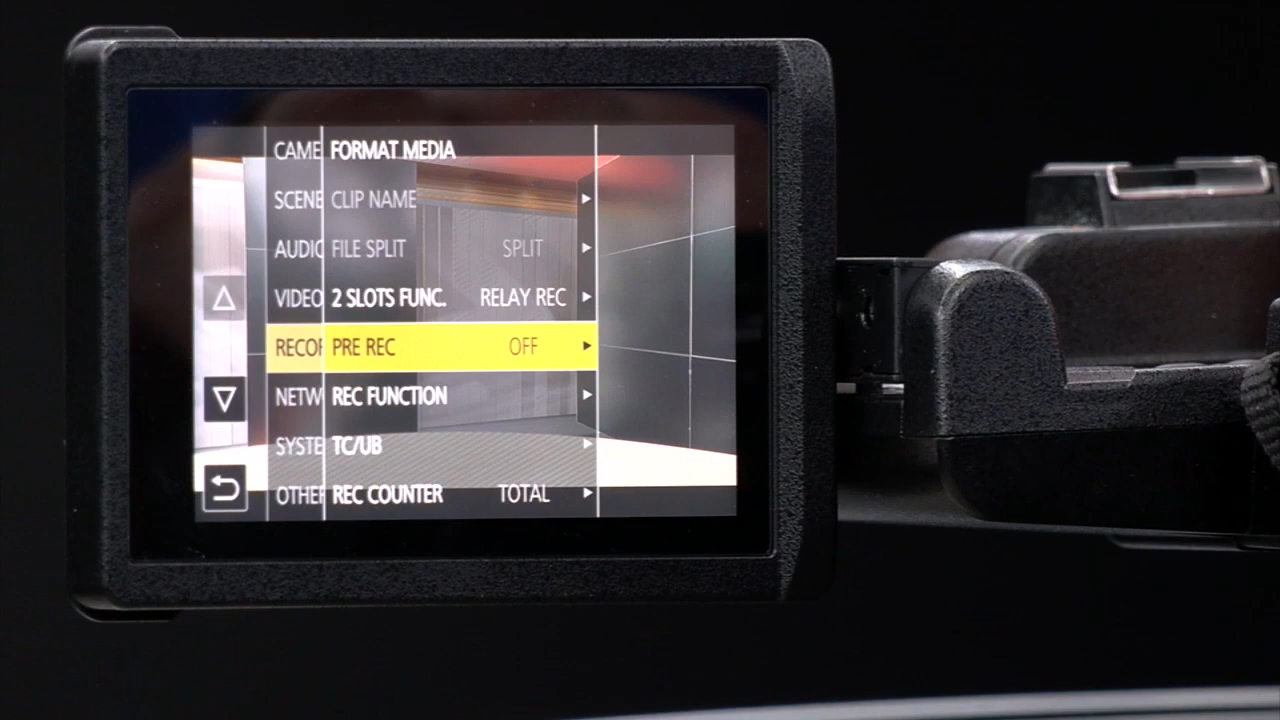 CAME FORMAT MEDIA
SCENE CLIP NAME
AUDIO FILE SPLIT SPLIT
VIDEO 2 SLOTS FUNC. RELAY REC
RECOR PRE REC OFF
NETW REC FUNCTION
SYSTE TC/UB
OTHER REC COUNTER TOTAL